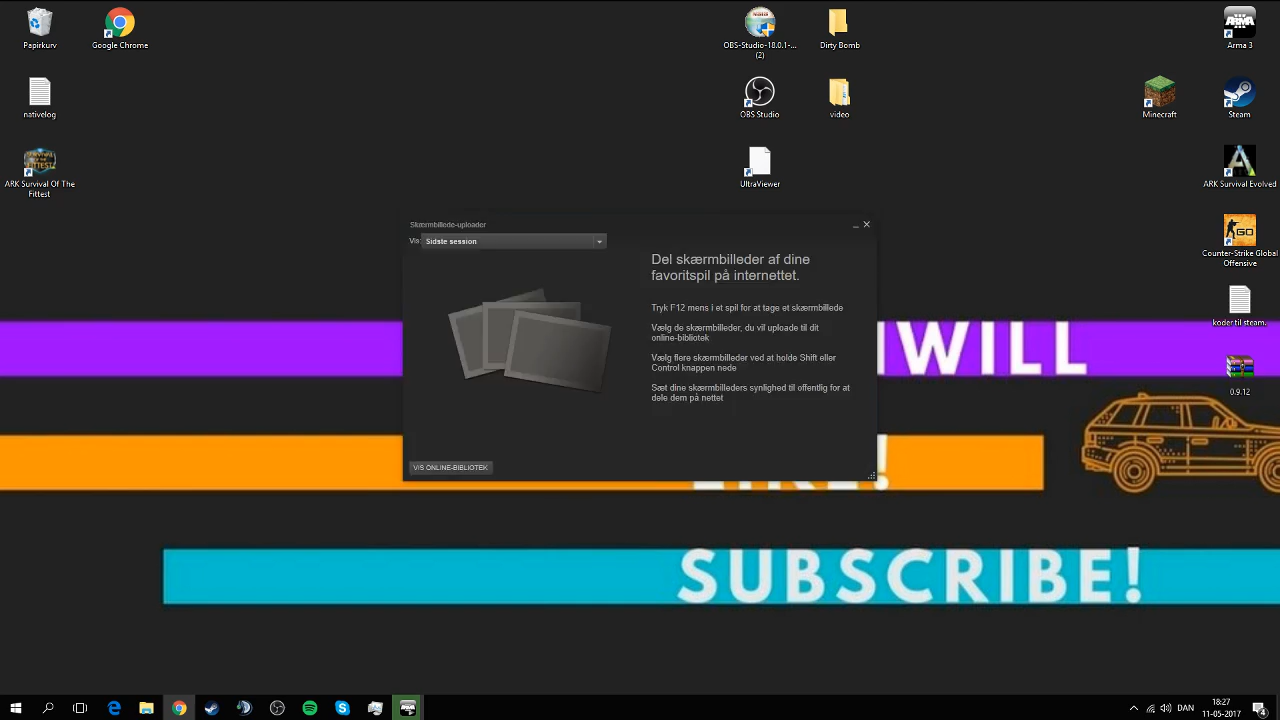 Papirkurv
Google Chrome
OBS-Studio-18.0.1-...
(2)
Dirty Bomb
Arma 3
nativelog
OBS Studio
video
Minecraft
Steam
ARK Survival Of The
Fittest
UltraViewer
ARK Survival Evolved
Counter-Strike Global
Offensive
koder til steam.
0.9.12
Skærmbillede-uploader
Vis: Sidste session
Del skærmbilleder af dine
favoritspil på internettet.
Tryk F12 mens i et spil for at tage et skærmbillede
Vælg de skærmbilleder, du vil uploade til dit
online-bibliotek
Vælg flere skærmbilleder ved at holde Shift eller
Control knappen nede
Sæt dine skærmbilleders synlighed til offentlig for at
dele dem på nettet
VIS ONLINE-BIBLIOTEK
WILL
SUBSCRIBE!
DAN
18:27
11-05-2017
4